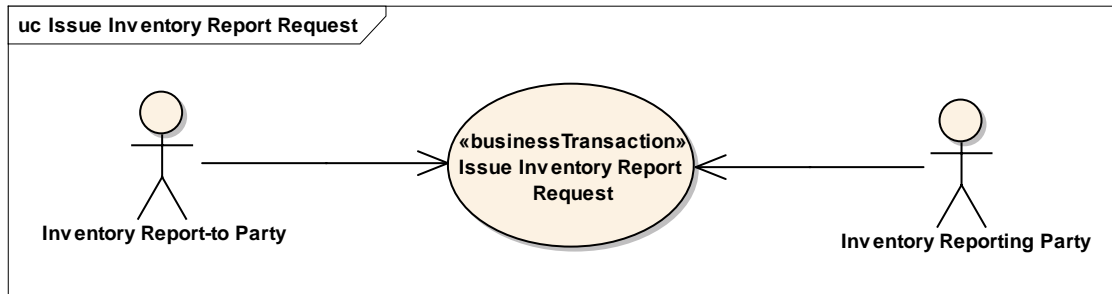 uc Issue Inventory Report Request
«businessTransaction»
Issue Inventory Report
Request
Inventory Report-to Party
Inventory Reporting Party